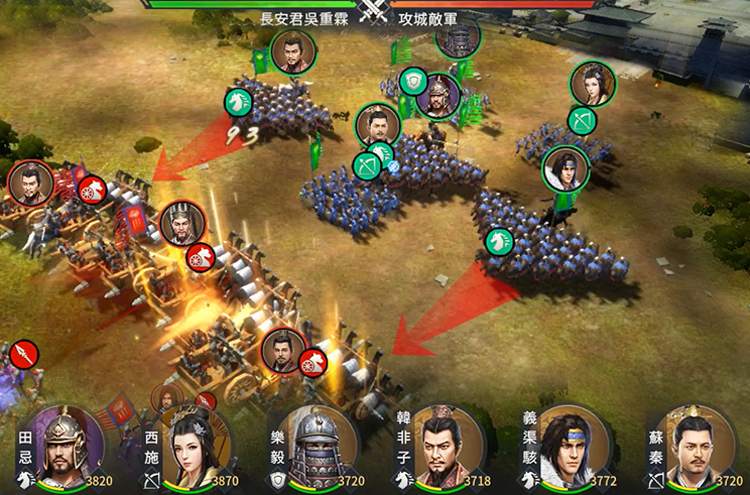 長安君吳重霖 攻城敵軍
93
田忌 3820
西施 3870
樂毅 3720
韓非子 3718
義渠駭 3772
蘇秦 3720